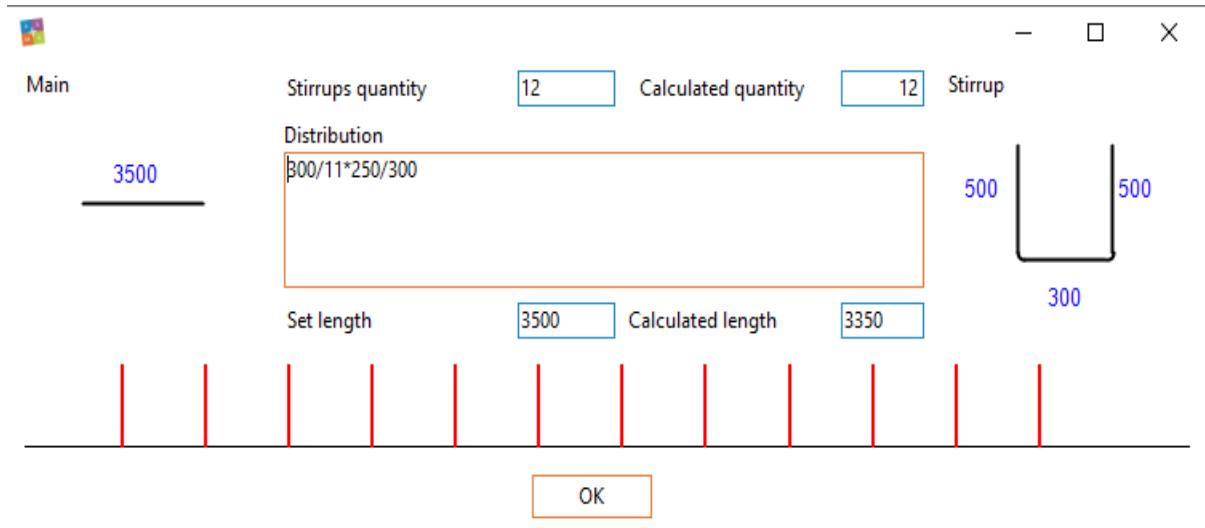 Main
Stirrups quantity 12 Calculated quantity 12 Stirrup
Distribution
300/11*250/300
3500
500 500
300
Set length 3500 Calculated length 3350
OK